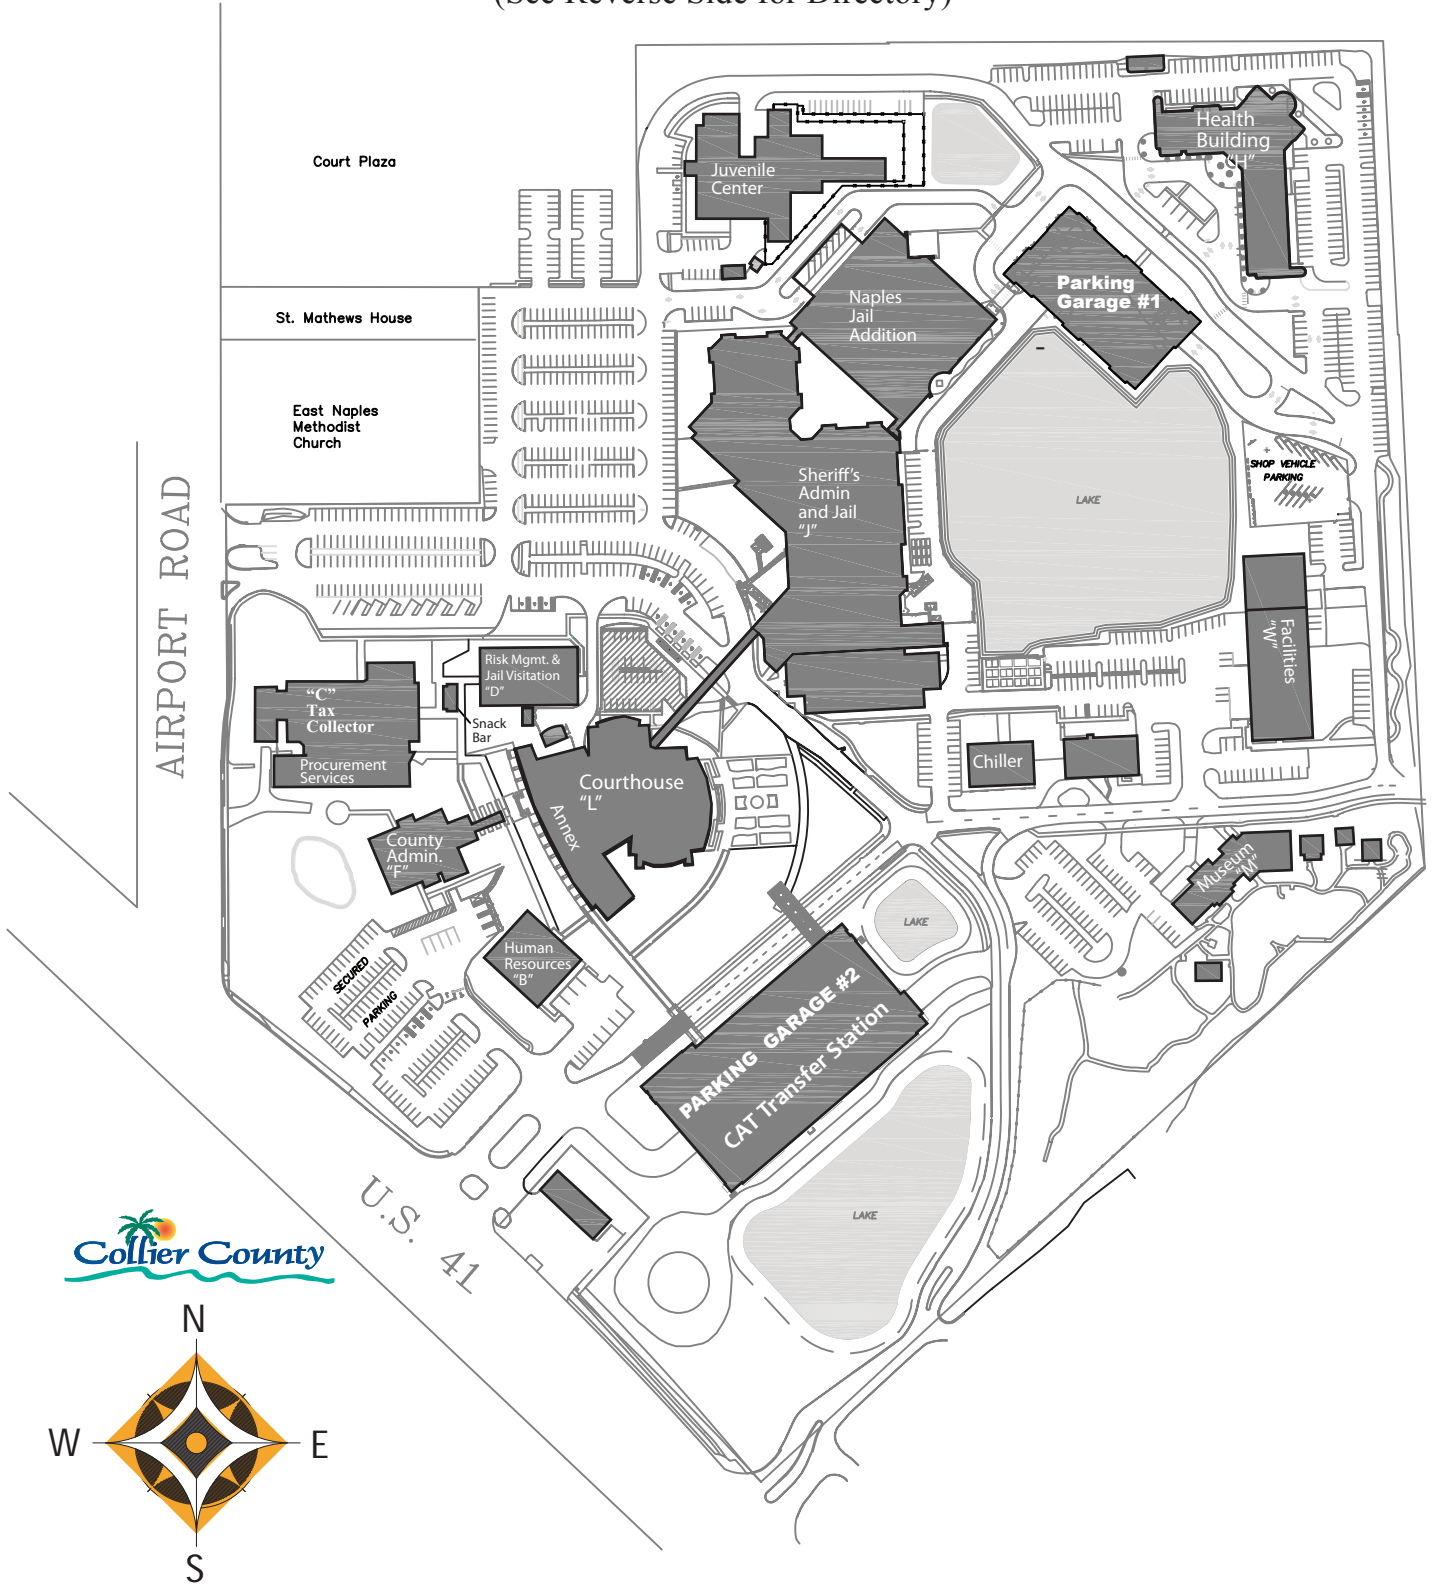 (See Reverse Side for Directory)
Court Plaza
St. Mathews House
East Naples
Methodist
Church
Juvenile
Center
Health
Building
"H"
Parking
Garage #1
Naples
Jail
Addition
Sheriff's
Admin
and Jail
"J"
LAKE
SHOP VEHICLE
PARKING
Facilities
"W"
AIRPORT ROAD
Risk Mgmt. &
Jail Visitation
"D"
"C"
Tax
Collector
Snack
Bar
Procurement
Services
Courthouse
"L"
Annex
Chiller
County
Admin.
"F"
Museum
"M"
LAKE
Human
Resources
"B"
SECURED
PARKING
PARKING GARAGE #2
CAT Transfer Station
LAKE
U.S. 41
Collier County
N
W
E
S